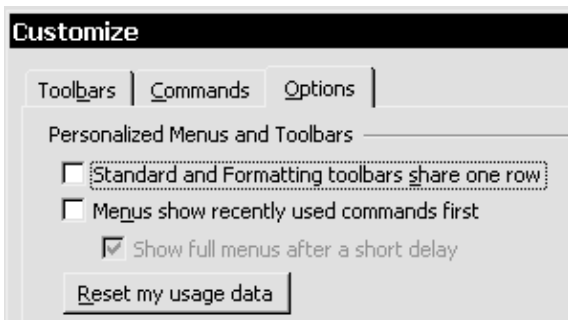 Customize
Toolbars Commands Options
Personalized Menus and Toolbars
Standard and Formatting toolbars share one row
Menus show recently used commands first
Show full menus after a short delay
Reset my usage data